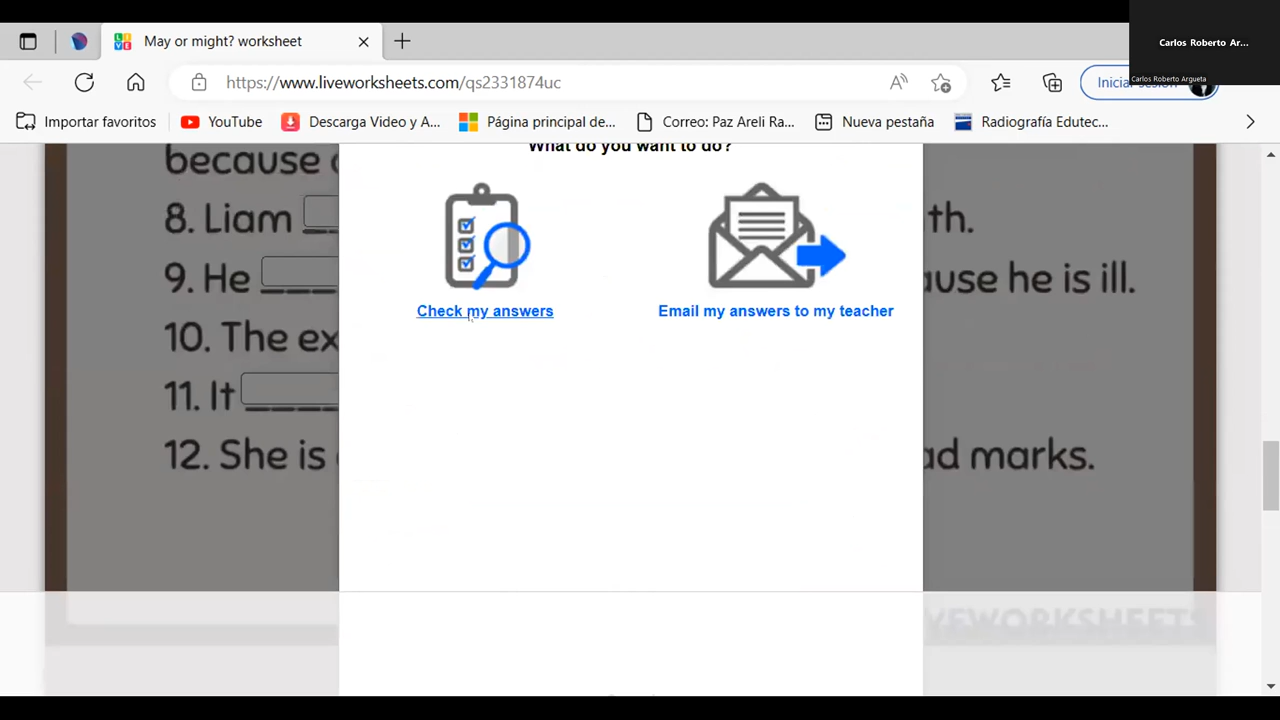 Carlos Roberto Ar...
Carlos Roberto Argueta
May or might? worksheet
https://www.liveworksheets.com/qs2331874uc
Importar favoritos
YouTube
Descarga Video y A...
Página principal de...
Correo: Paz Areli Ra...
Nueva pestaña
Radiografía Edutec...
What do you want to do?
Check my answers
Email my answers to my teacher
because
8. Liam th.
9. He ause he is ill.
10. The ex
11. It
12. She is ad marks.
VEWORKSHEETS